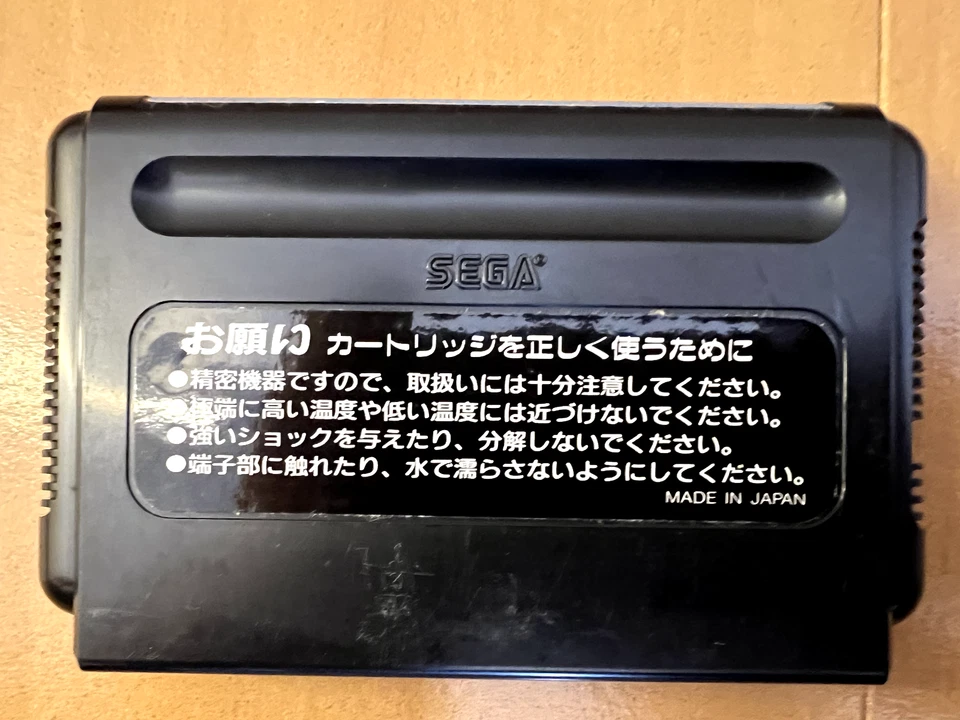 SEGA®
お願い カートリッジを正しく使うために
●精密機器ですので、取扱いには十分注意してください。
●極端に高い温度や低い温度には近づけないでください。
●強いショックを与えたり、分解しないでください。
●端子部に触れたり、水で濡らさないようにしてください。
MADE IN JAPAN